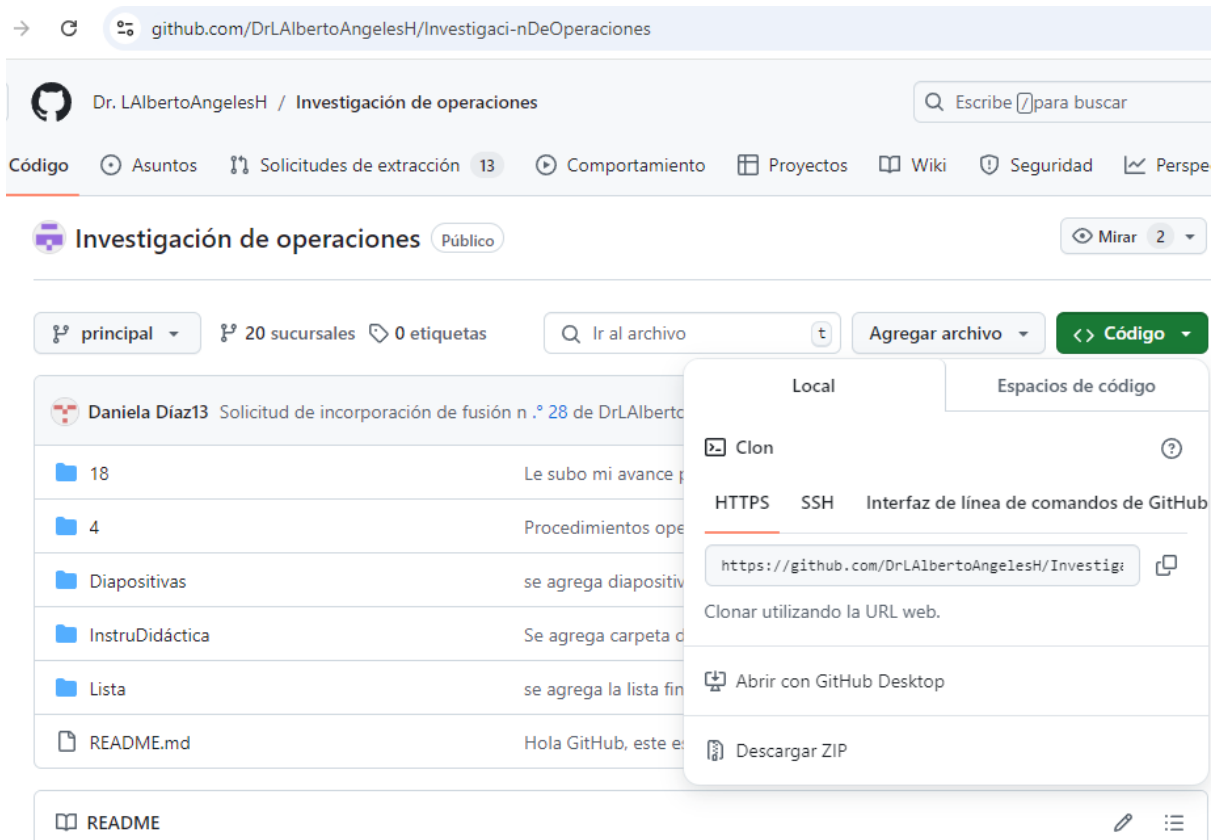 github.com/DrLAlbertoAngelesH/Investigaci-nDeOperaciones
Dr. LAlbertoAngelesH / Investigación de operaciones
Escribe / para buscar
Código Asuntos Solicitudes de extracción 13 Comportamiento Proyectos Wiki Seguridad Perspe
Investigación de operaciones Público
Mirar 2
principal 20 sucursales 0 etiquetas Ir al archivo t Agregar archivo <> Código
Local Espacios de código
Daniela Díaz13 Solicitud de incorporación de fusión n .° 28 de DrLAlberto
Clon
18 Le subo mi avance p
HTTPS SSH Interfaz de línea de comandos de GitHub
4 Procedimientos ope
https://github.com/DrLAlbertoAngelesH/Investiga
Diapositivas se agrega diapositiv
Clonar utilizando la URL web.
InstruDidáctica Se agrega carpeta d
Abrir con GitHub Desktop
Lista se agrega la lista fin
README.md Hola GitHub, este es
Descargar ZIP
README